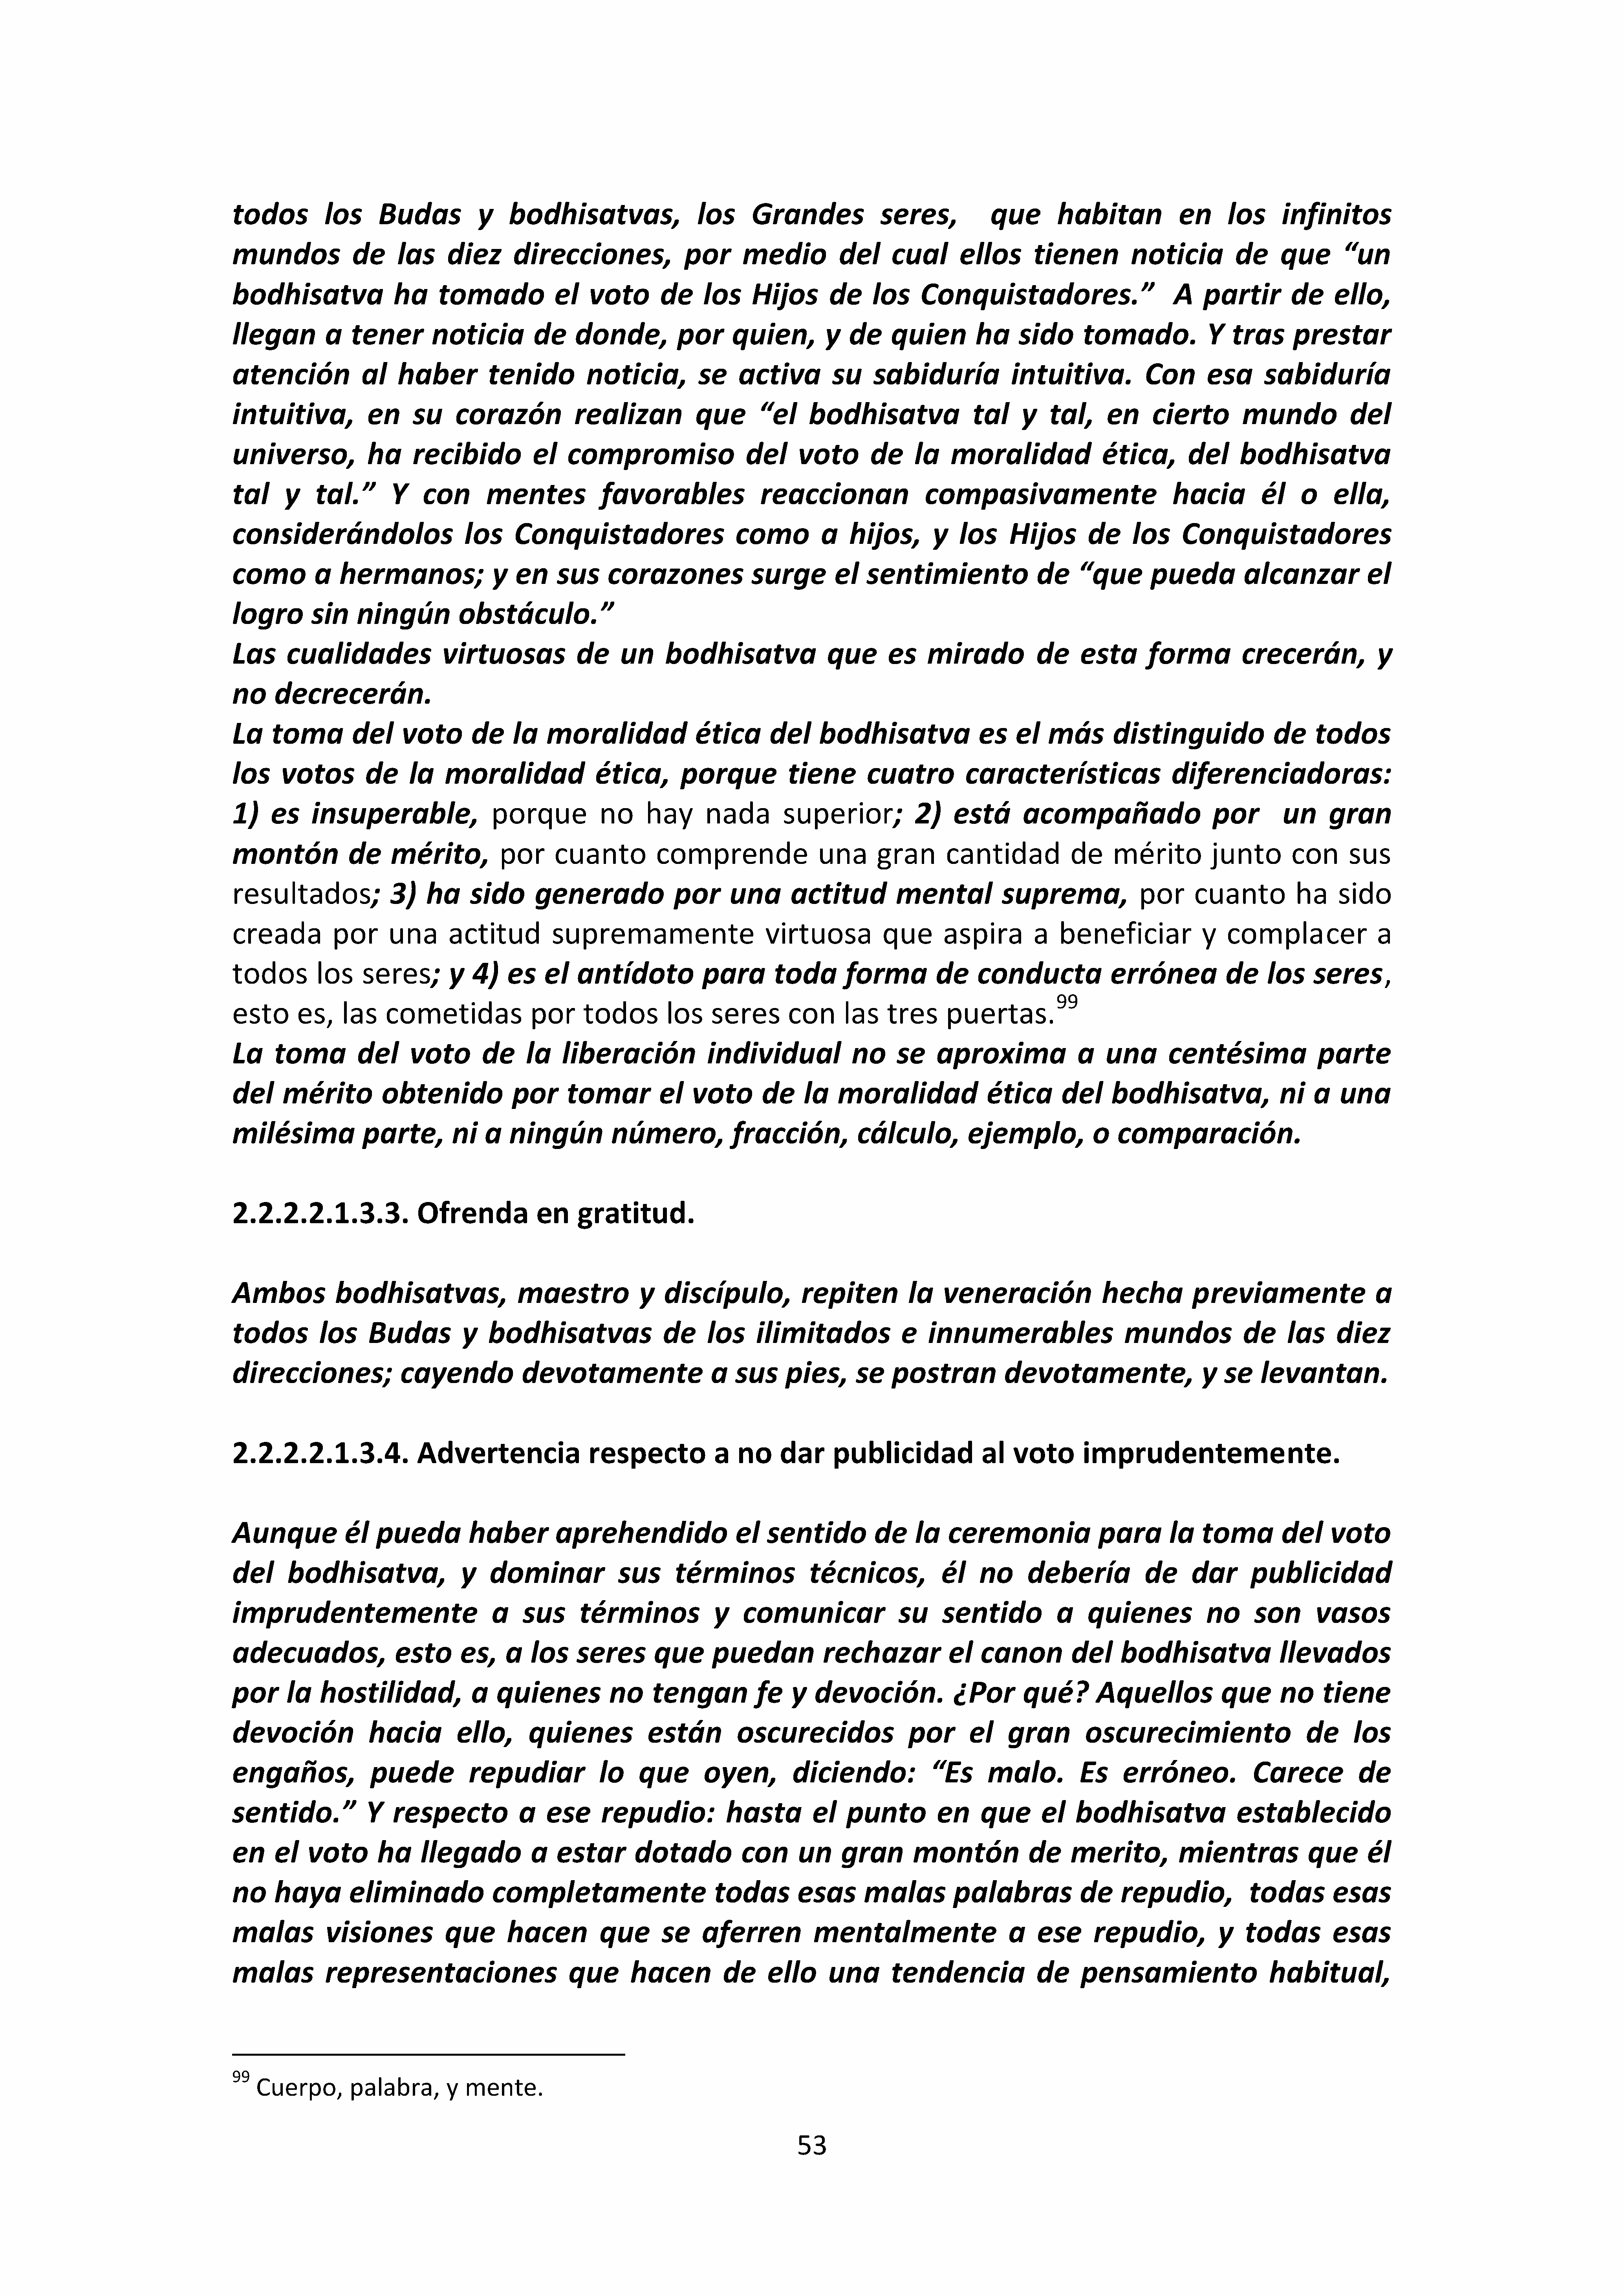 todos los Budas y bodhisatvas, los Grandes seres, que habitan en los infinitos
mundos de las diez direcciones, por medio del cual ellos tienen noticia de que “un
bodhisatva ha tomado el voto de los Hijos de los Conquistadores.” A partir de ello,
llegan a tener noticia de donde, por quien, y de quien ha sido tomado. Y tras prestar
atención al haber tenido noticia, se activa su sabiduría intuitiva. Con esa sabiduría
intuitiva, en su corazón realizan que “el bodhisatva tal y tal, en cierto mundo del
universo, ha recibido el compromiso del voto de la moralidad ética, del bodhisatva
tal y tal.” Y con mentes favorables reaccionan compasivamente hacia él o ella,
considerándolos los Conquistadores como a hijos, y los Hijos de los Conquistadores
como a hermanos; y en sus corazones surge el sentimiento de “que pueda alcanzar el
logro sin ningún obstáculo.”
Las cualidades virtuosas de un bodhisatva que es mirado de esta forma crecerán, y
no decrecerán.
La toma del voto de la moralidad ética del bodhisatva es el más distinguido de todos
los votos de la moralidad ética, porque tiene cuatro características diferenciadoras:
1) es insuperable, porque no hay nada superior; 2) está acompañado por un gran
montón de mérito, por cuanto comprende una gran cantidad de mérito junto con sus
resultados; 3) ha sido generado por una actitud mental suprema, por cuanto ha sido
creada por una actitud supremamente virtuosa que aspira a beneficiar y complacer a
todos los seres; y 4) es el antídoto para toda forma de conducta errónea de los seres,
esto es, las cometidas por todos los seres con las tres puertas.99
La toma del voto de la liberación individual no se aproxima a una centésima parte
del mérito obtenido por tomar el voto de la moralidad ética del bodhisatva, ni a una
milésima parte, ni a ningún número, fracción, cálculo, ejemplo, o comparación.
2.2.2.2.1.3.3. Ofrenda en gratitud.
Ambos bodhisatvas, maestro y discípulo, repiten la veneración hecha previamente a
todos los Budas y bodhisatvas de los ilimitados e innumerables mundos de las diez
direcciones; cayendo devotamente a sus pies, se postran devotamente, y se levantan.
2.2.2.2.1.3.4. Advertencia respecto a no dar publicidad al voto imprudentemente.
Aunque él pueda haber aprehendido el sentido de la ceremonia para la toma del voto
del bodhisatva, y dominar sus términos técnicos, él no debería de dar publicidad
imprudentemente a sus términos y comunicar su sentido a quienes no son vasos
adecuados, esto es, a los seres que puedan rechazar el canon del bodhisatva llevados
por la hostilidad, a quienes no tengan fe y devoción. ¿Por qué? Aquellos que no tiene
devoción hacia ello, quienes están oscurecidos por el gran oscurecimiento de los
engaños, puede repudiar lo que oyen, diciendo: “Es malo. Es erróneo. Carece de
sentido.” Y respecto a ese repudio: hasta el punto en que el bodhisatva establecido
en el voto ha llegado a estar dotado con un gran montón de merito, mientras que él
no haya eliminado completamente todas esas malas palabras de repudio, todas esas
malas visiones que hacen que se aferren mentalmente a ese repudio, y todas esas
malas representaciones que hacen de ello una tendencia de pensamiento habitual,
99 Cuerpo, palabra, y mente.
53